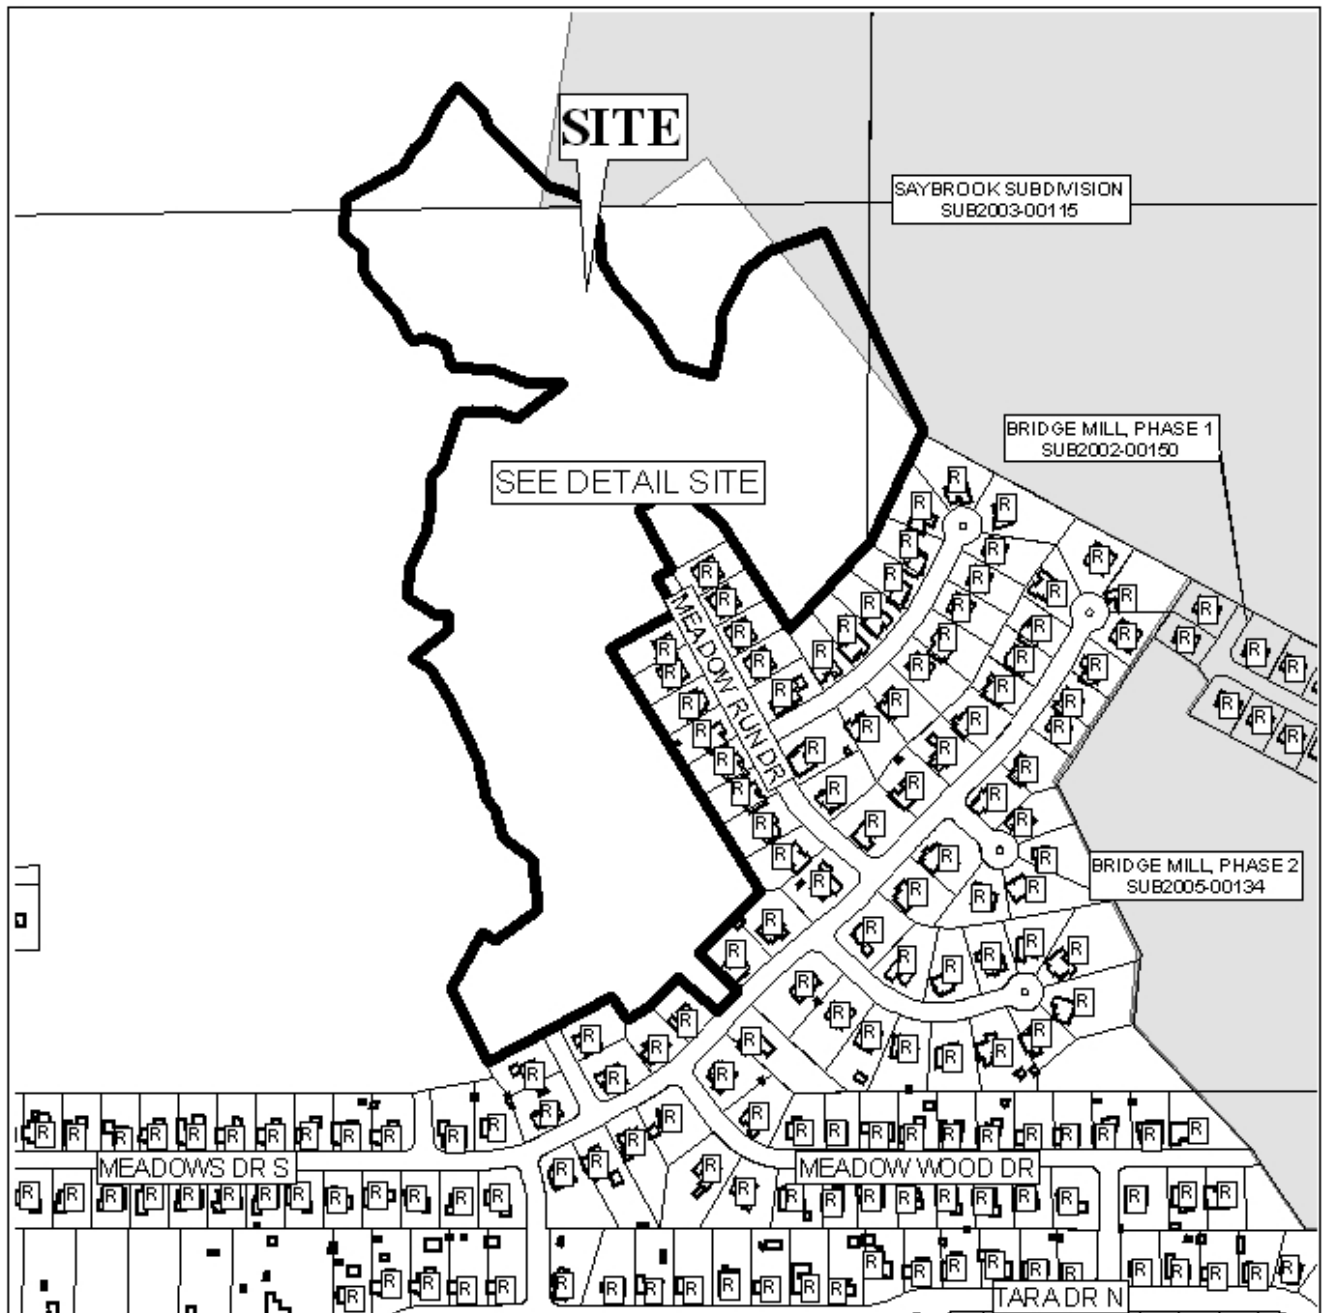 SITE
SAYBROOK SUBDIVISION
SUB2003-00115
BRIDGE MILL, PHASE 1
SUB2002-00150
SEE DETAIL SITE
MEADOW RUN DR
BRIDGE MILL, PHASE 2
SUB2005-00134
MEADOWS DR S
MEADOW WOOD DR
TARA DR N